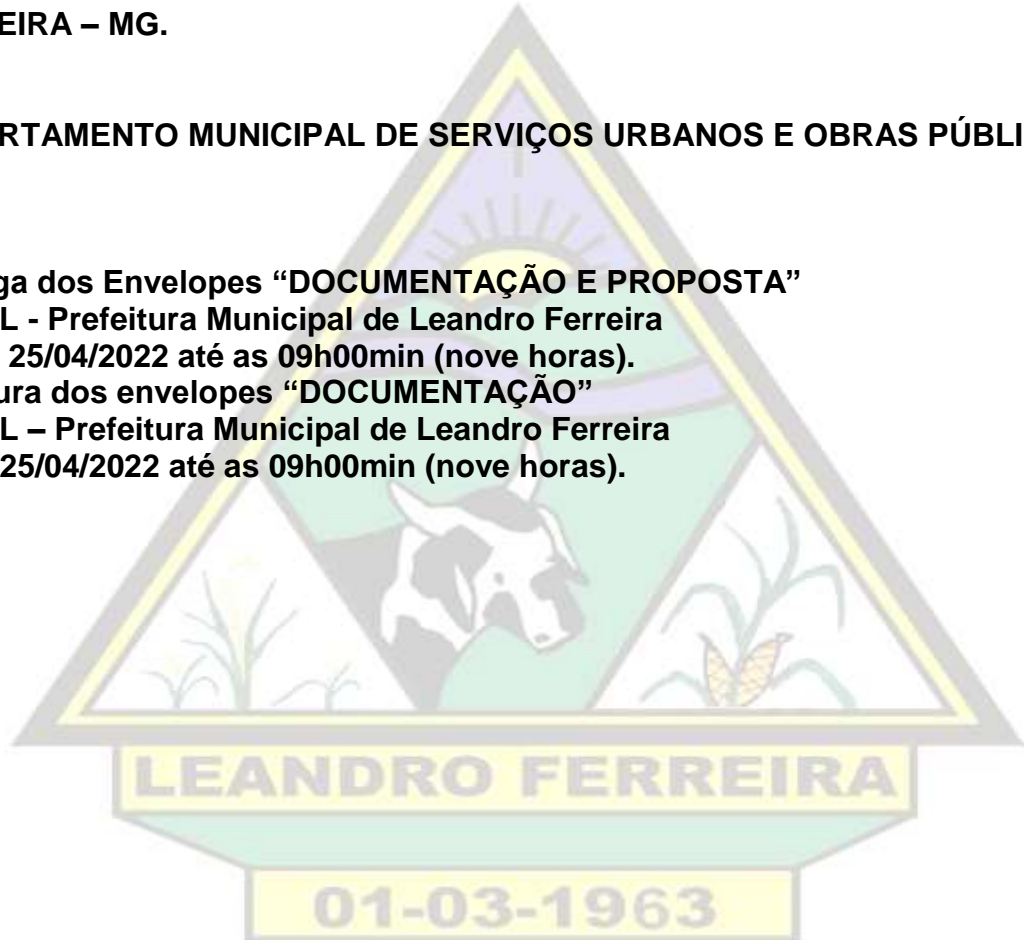 EIRA – MG.
RTAMENTO MUNICIPAL DE SERVIÇOS URBANOS E OBRAS PÚBLI
ga dos Envelopes “DOCUMENTAÇÃO E PROPOSTA”
L - Prefeitura Municipal de Leandro Ferreira
25/04/2022 até as 09h00min (nove horas).
ura dos envelopes “DOCUMENTAÇÃO”
L – Prefeitura Municipal de Leandro Ferreira
25/04/2022 até as 09h00min (nove horas).
LEANDRO FERREIRA
01-03-1963